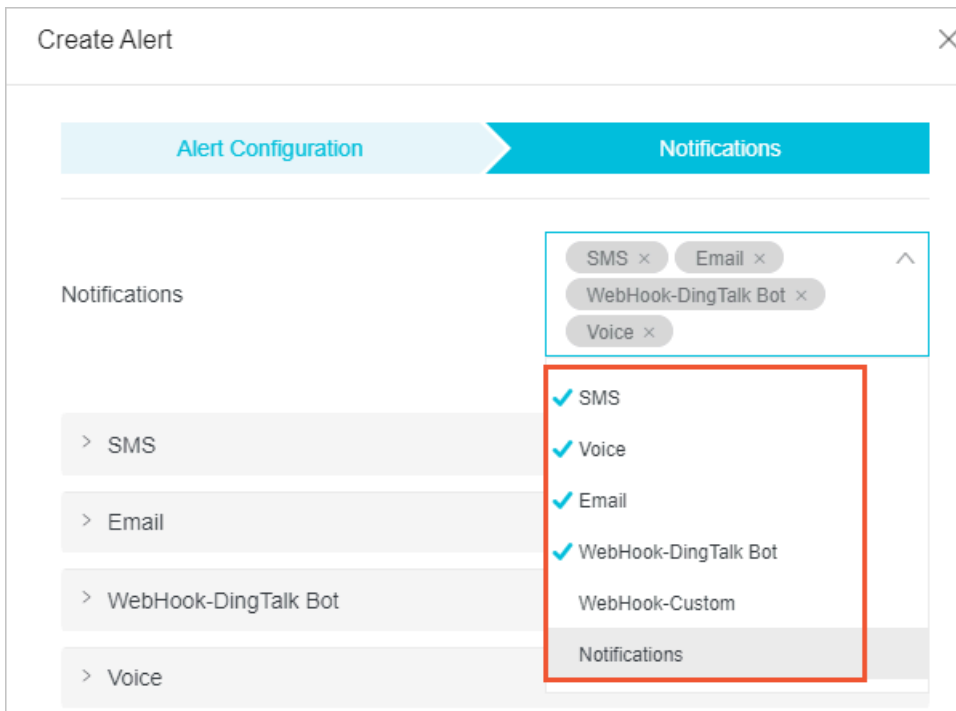 Create Alert
Alert Configuration
Notifications
Notifications
SMS × Email ×
WebHook-DingTalk Bot ×
Voice ×
SMS
Voice
Email
WebHook-DingTalk Bot
WebHook-Custom
Notifications
SMS
Email
WebHook-DingTalk Bot
Voice